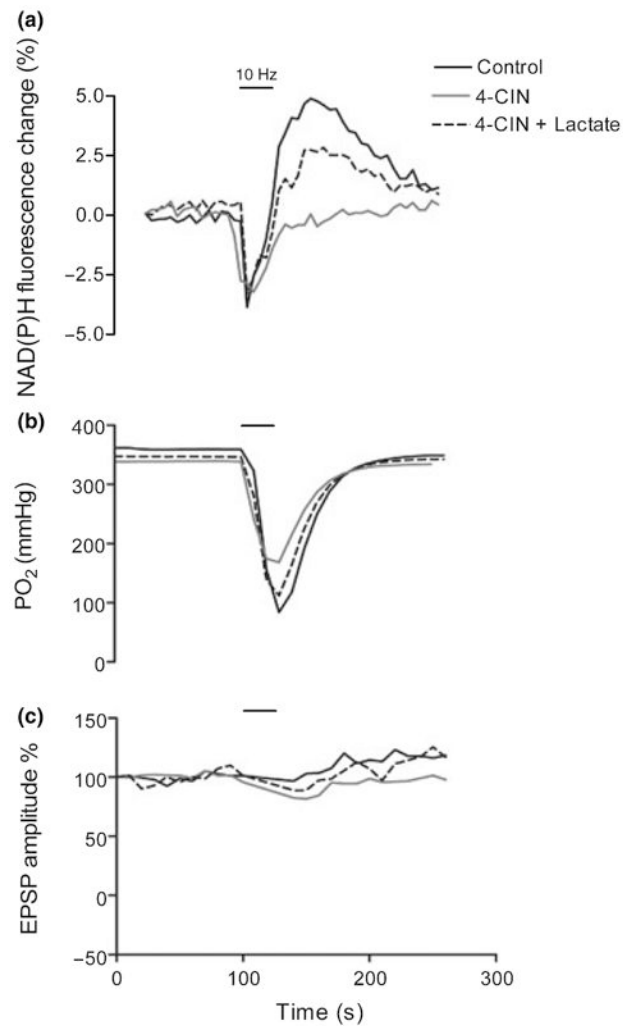 (a)
10 Hz
Control
4-CIN
4-CIN + Lactate
NAD(P)H fluorescence change (%)
5.0
2.5
0.0
−2.5
−5.0
(b)
PO2 (mmHg)
400
300
200
100
0
(c)
EPSP amplitude %
150
100
50
0
−50
0
100
200
300
Time (s)